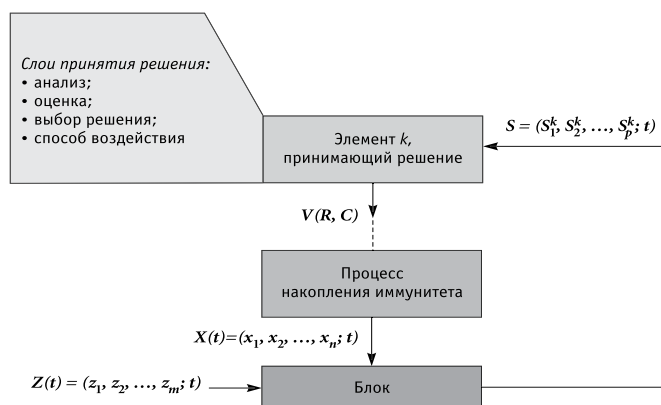 Слои принятия решения:
• анализ;
• оценка;
• выбор решения;
• способ воздействия
Элемент k,
принимающий решение
S = (S₁ᵏ, S₂ᵏ, …, Sₚᵏ; t)
V(R, C)
Процесс
накопления иммунитета
X(t)=(x₁, x₂, …, xₙ; t)
Z(t) = (z₁, z₂, …, zₘ; t)
Блок